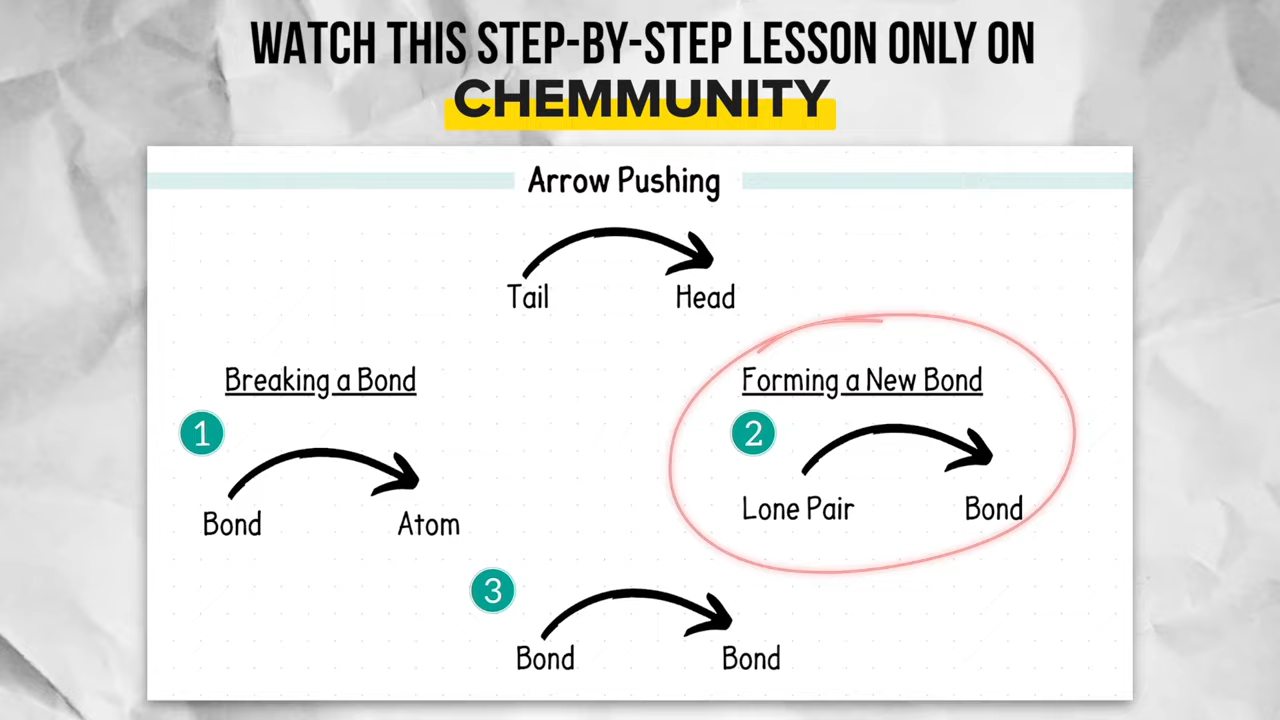 WATCH THIS STEP-BY-STEP LESSON ONLY ON
CHEMMUNITY
Arrow Pushing
Tail Head
Breaking a Bond
1
Bond Atom
Forming a New Bond
2
Lone Pair Bond
3
Bond Bond